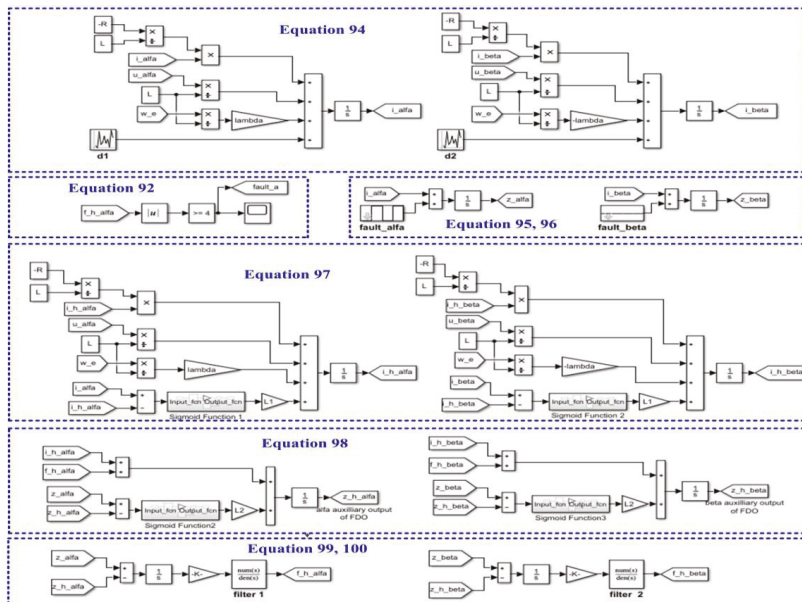 Equation 94
-R
L
i_alfa
u_alfa
L
w_e
lambda
d1
1
s
i_alfa
-R
L
i_beta
u_beta
L
w_e
-lambda
d2
1
s
i_beta
Equation 92
f_h_alfa
|u|
>= 4
fault_a
i_alfa
fault_alfa
1
s
z_alfa
i_beta
fault_beta
1
s
z_beta
Equation 95, 96
Equation 97
-R
L
i_h_alfa
u_alfa
L
w_e
lambda
i_alfa
i_h_alfa
Input_fcn Output_fcn
Sigmoid Function 1
L1
1
s
i_h_alfa
-R
L
i_h_beta
u_beta
L
w_e
-lambda
i_beta
i_h_beta
Input_fcn Output_fcn
Sigmoid Function 2
L1
1
s
i_h_beta
Equation 98
i_h_alfa
f_h_alfa
z_alfa
z_h_alfa
Input_fcn Output_fcn
Sigmoid Function2
L2
1
s
z_h_alfa
alfa auxilliary output
of FDO
i_h_beta
f_h_beta
z_beta
z_h_beta
Input_fcn Output_fcn
Sigmoid Function3
L2
1
s
z_h_beta
beta auxilliary output
of FDO
Equation 99, 100
z_alfa
z_h_alfa
1
s
-K-
num(s)
den(s)
filter 1
f_h_alfa
z_beta
z_h_beta
1
s
-K-
num(s)
den(s)
filter 2
f_h_beta